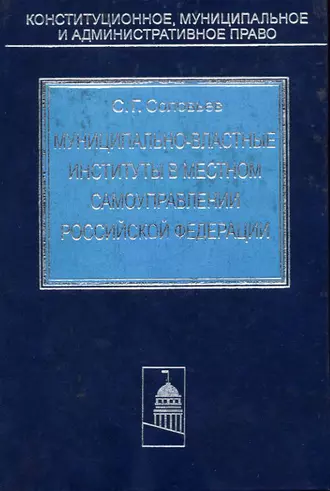 КОНСТИТУЦИОННОЕ, МУНИЦИПАЛЬНОЕ
И АДМИНИСТРАТИВНОЕ ПРАВО
С. Г. Соловьев
МУНИЦИПАЛЬНО-ВЛАСТНЫЕ
ИНСТИТУТЫ В МЕСТНОМ
САМОУПРАВЛЕНИИ
РОССИЙСКОЙ ФЕДЕРАЦИИ